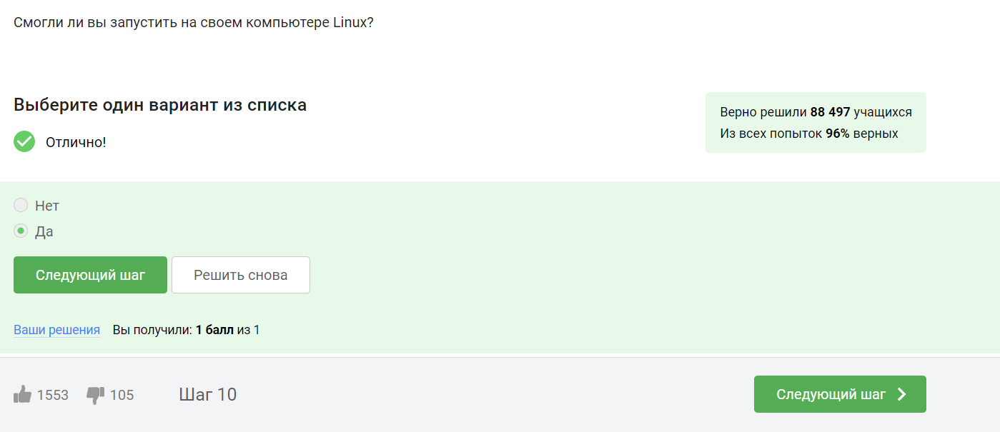 Смогли ли вы запустить на своем компьютере Linux?
Выберите один вариант из списка
Отлично!
Верно решили 88 497 учащихся
Из всех попыток 96% верных
Нет
Да
Следующий шаг
Решить снова
Ваши решения
Вы получили: 1 балл из 1
1553
105
Шаг 10
Следующий шаг